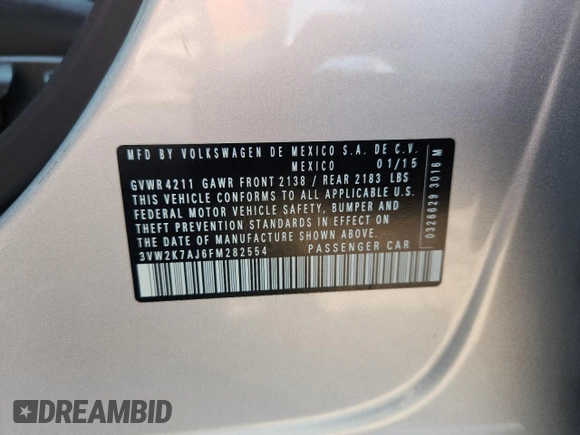 MFD BY VOLKSWAGEN DE MEXICO S.A. DE C.V.
MEXICO 01/15
GVWR 4211 GAWR FRONT 2138 / REAR 2183 LBS
THIS VEHICLE CONFORMS TO ALL APPLICABLE U.S.
FEDERAL MOTOR VEHICLE SAFETY, BUMPER AND
THEFT PREVENTION STANDARDS IN EFFECT ON
THE DATE OF MANUFACTURE SHOWN ABOVE.
3VW2K7AJ6FM282554 PASSENGER CAR
0326629 3016 M
DREAMBID